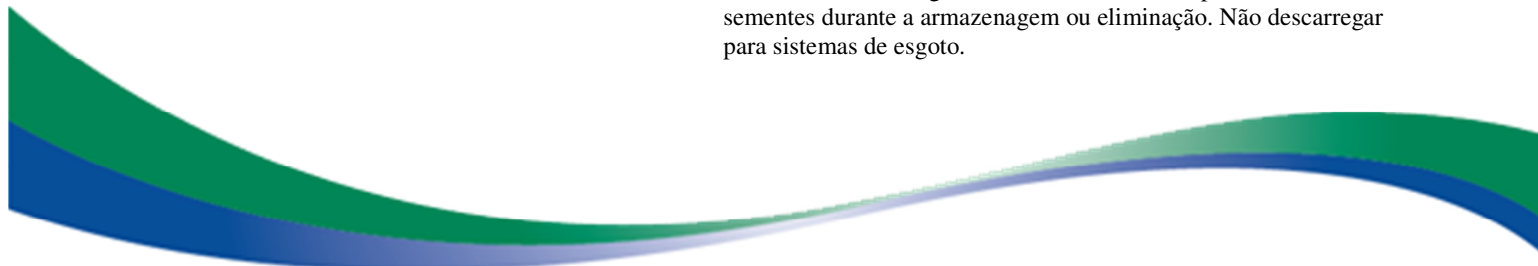 sementes durante a armazenagem ou eliminação. Não descarregar
para sistemas de esgoto.